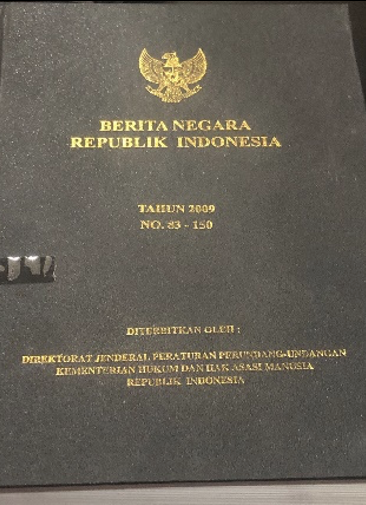 BERITA NEGARA
REPUBLIK INDONESIA
TAHUN 2009
NO. 83 - 150
DITERBITKAN OLEH :
DIREKTORAT JENDERAL PERATURAN PERUNDANG-UNDANGAN
KEMENTERIAN HUKUM DAN HAK ASASI MANUSIA
REPUBLIK INDONESIA